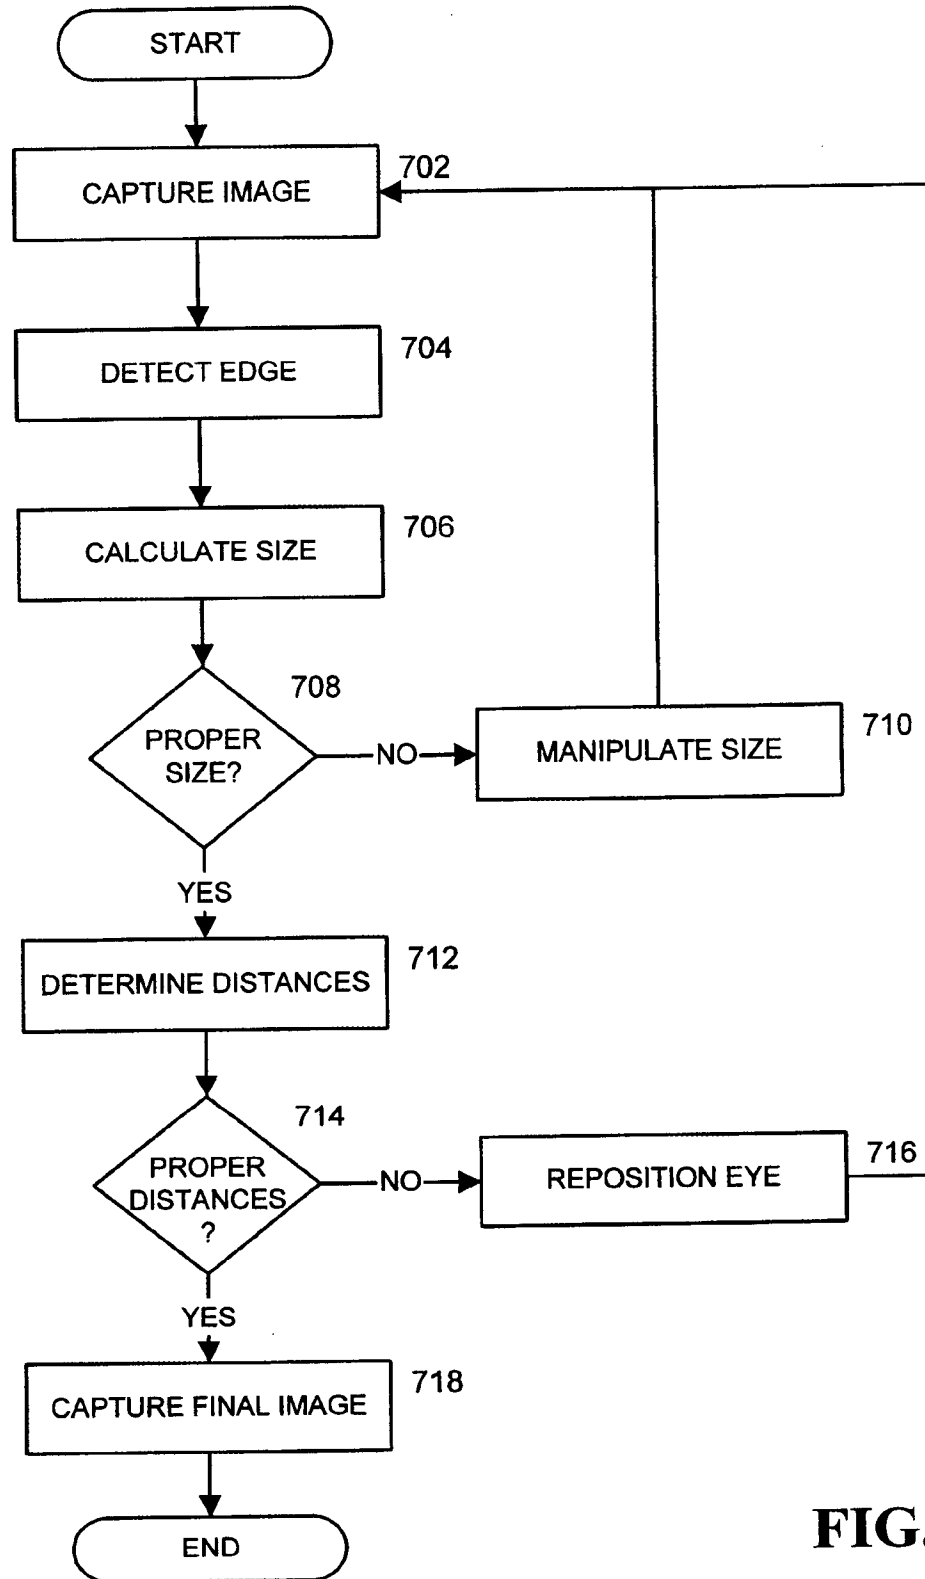 START
CAPTURE IMAGE
702
DETECT EDGE
704
CALCULATE SIZE
706
PROPER
SIZE?
708
NO
MANIPULATE SIZE
710
YES
DETERMINE DISTANCES
712
PROPER
DISTANCES
?
714
NO
REPOSITION EYE
716
YES
CAPTURE FINAL IMAGE
718
END
FIG.